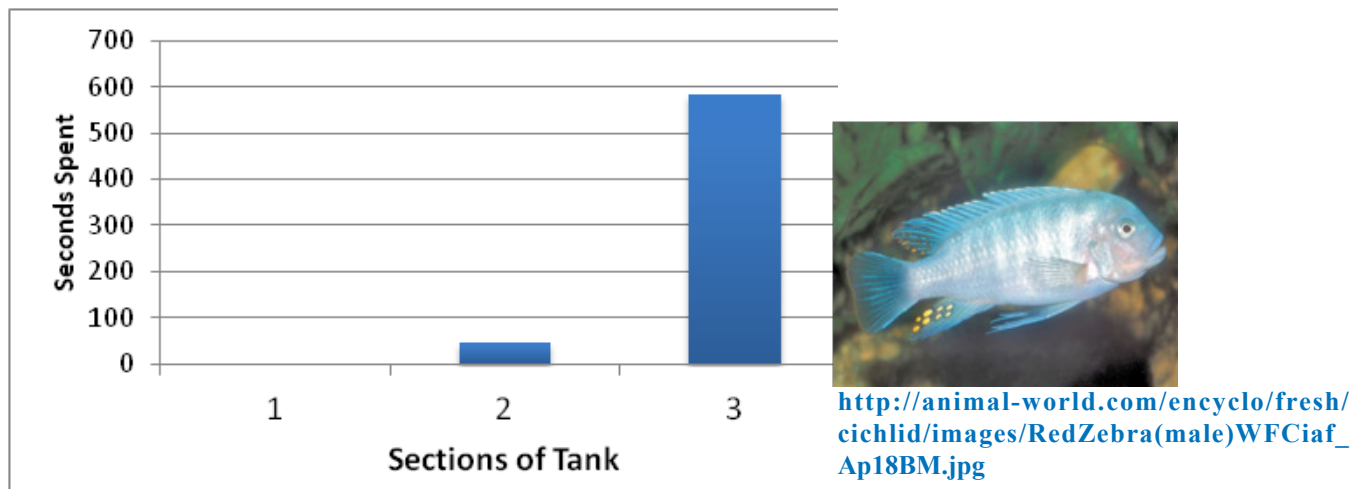 700
600
500
400
300
200
100
0
Seconds Spent
1 2 3
Sections of Tank
http://animal-world.com/encyclo/fresh/
cichlid/images/RedZebra(male)WFCiaf_
Ap18BM.jpg